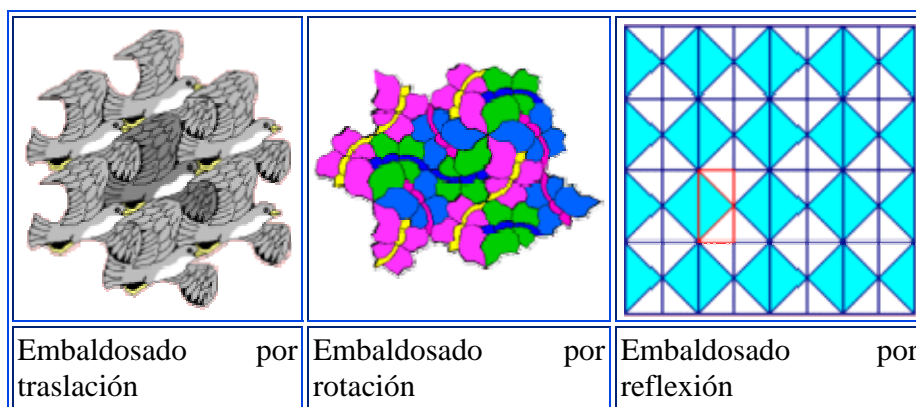 Embaldosado por
traslación
Embaldosado por
rotación
Embaldosado por
reflexión